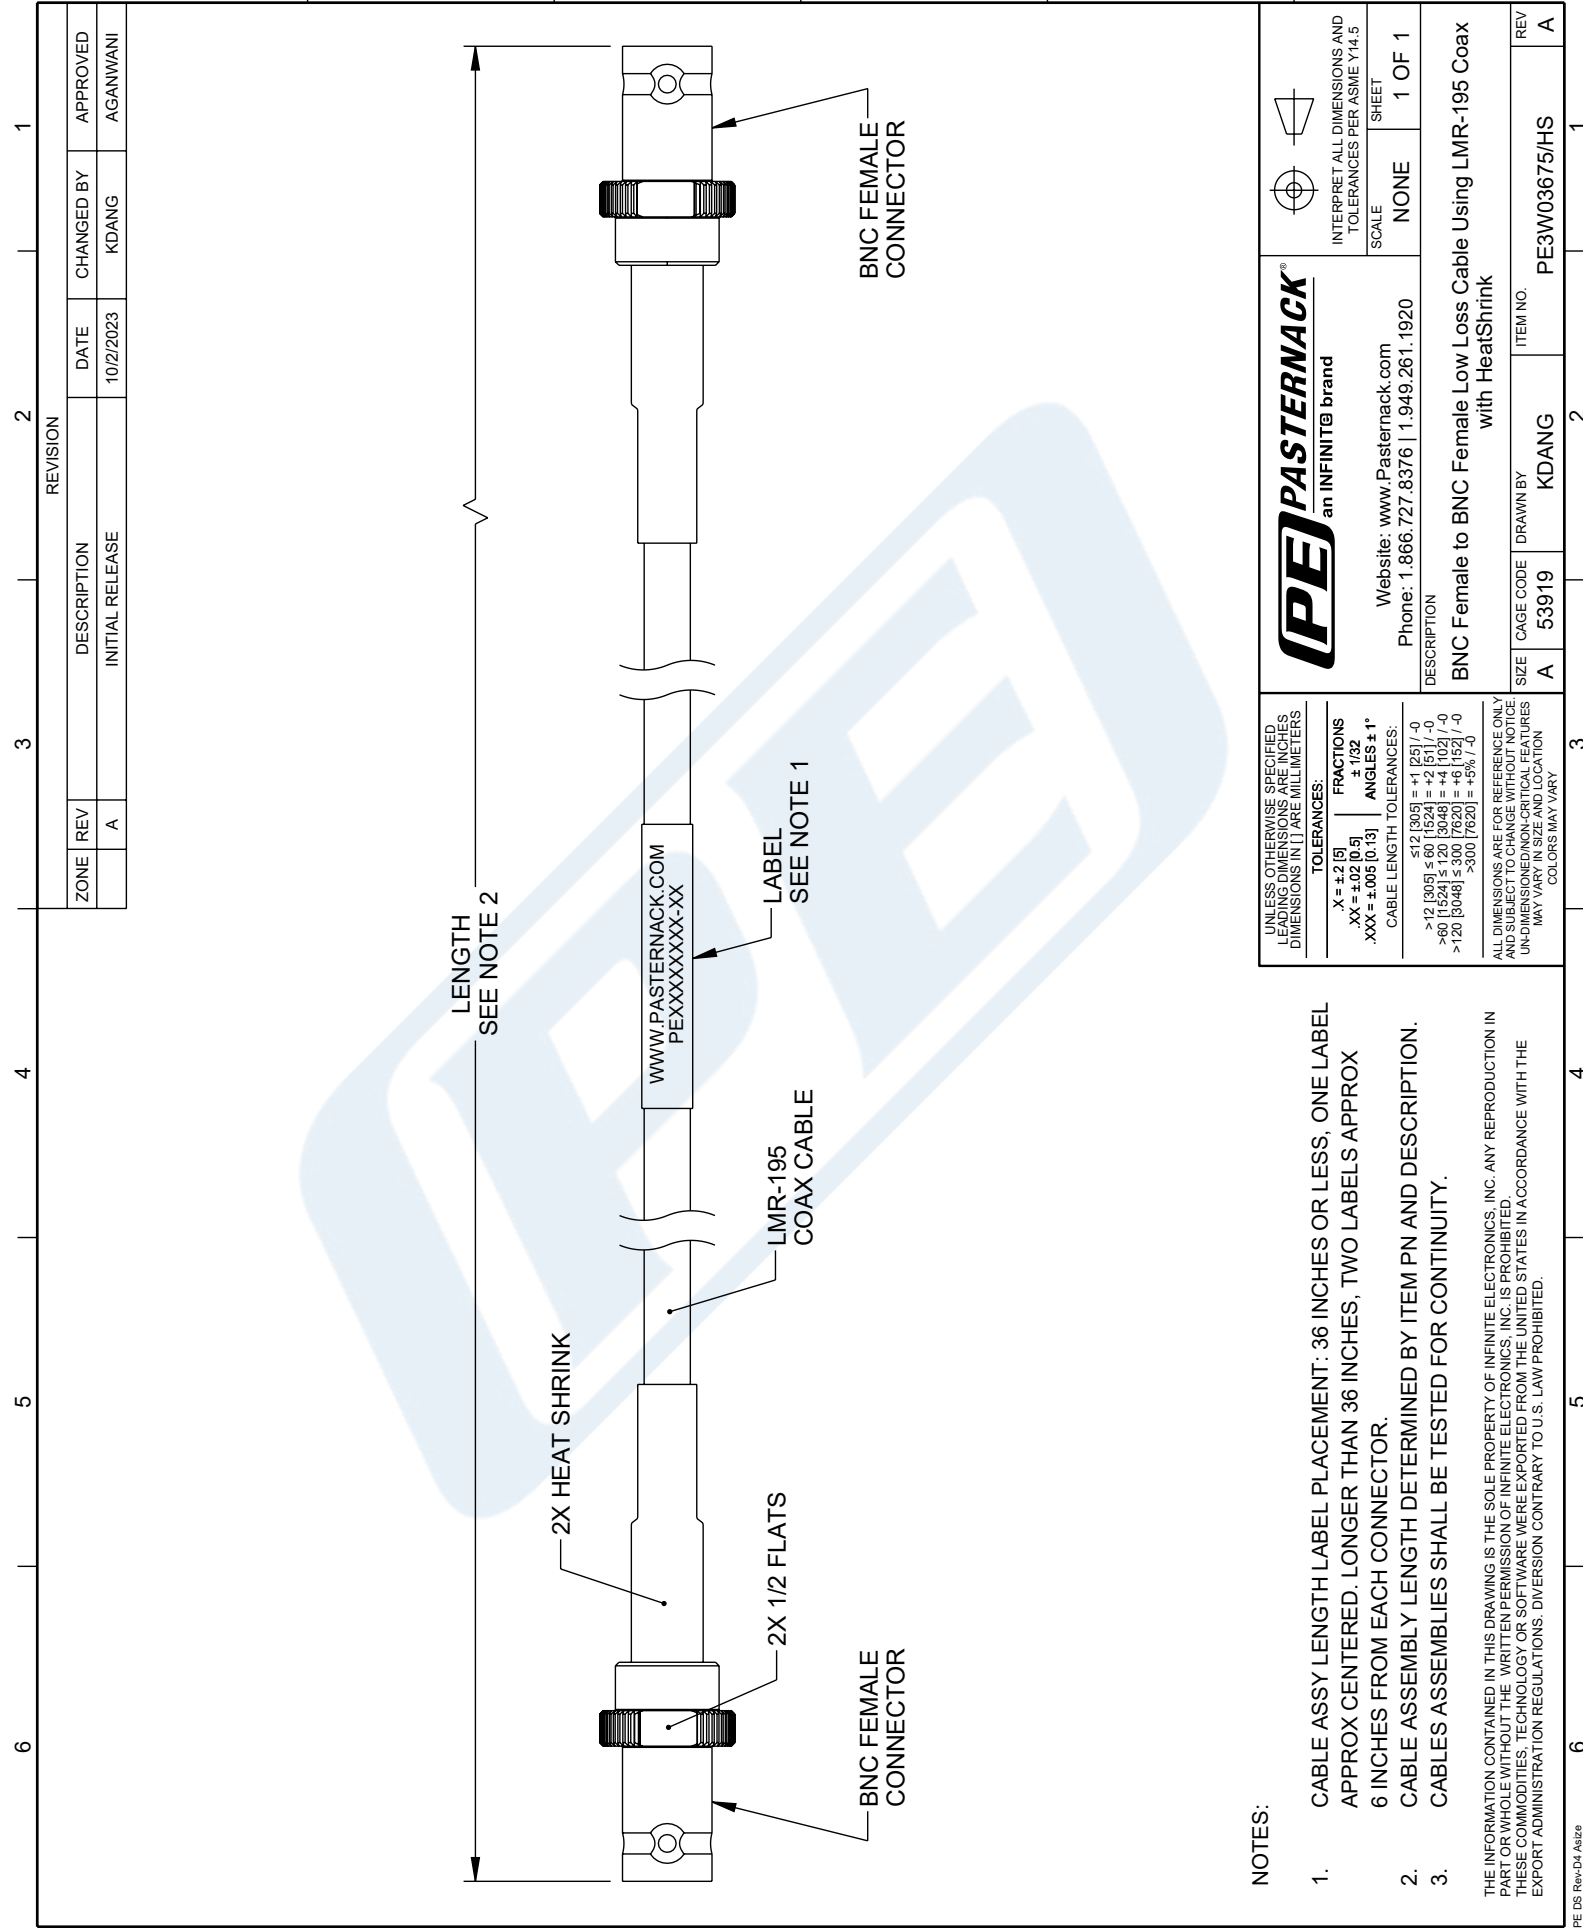 6 5 4 3 2 1
REVISION
ZONE REV DESCRIPTION DATE CHANGED BY APPROVED
A INITIAL RELEASE 10/2/2023 KDANG AGANWANI
LENGTH
SEE NOTE 2
2X HEAT SHRINK
WWW.PASTERNACK.COM
PEXXXXXXXX-XX
2X 1/2 FLATS
LMR-195
COAX CABLE
LABEL
SEE NOTE 1
BNC FEMALE
CONNECTOR
BNC FEMALE
CONNECTOR
PE
NOTES:
1. CABLE ASSY LENGTH LABEL PLACEMENT: 36 INCHES OR LESS, ONE LABEL
APPROX CENTERED. LONGER THAN 36 INCHES, TWO LABELS APPROX
6 INCHES FROM EACH CONNECTOR.
2. CABLE ASSEMBLY LENGTH DETERMINED BY ITEM PN AND DESCRIPTION.
3. CABLES ASSEMBLIES SHALL BE TESTED FOR CONTINUITY.
THE INFORMATION CONTAINED IN THIS DRAWING IS THE SOLE PROPERTY OF INFINITE ELECTRONICS, INC. ANY REPRODUCTION IN
PART OR WHOLE WITHOUT THE WRITTEN PERMISSION OF INFINITE ELECTRONICS, INC. IS PROHIBITED.
THESE COMMODITIES, TECHNOLOGY OR SOFTWARE WERE EXPORTED FROM THE UNITED STATES IN ACCORDANCE WITH THE
EXPORT ADMINISTRATION REGULATIONS. DIVERSION CONTRARY TO U.S. LAW PROHIBITED.
UNLESS OTHERWISE SPECIFIED
LEADING DIMENSIONS ARE INCHES
DIMENSIONS IN [ ] ARE MILLIMETERS
TOLERANCES:
.X = ±.2 [5] FRACTIONS
.XX = ±.02 [0.5] ± 1/32
.XXX = ±.005 [0.13] ANGLES ± 1°
CABLE LENGTH TOLERANCES:
≤12 [305] = +1 [25] / -0
>12 [305] ≤ 60 [1524] = +2 [51] / -0
>60 [1524] ≤ 120 [3048] = +4 [102] / -0
>120 [3048] ≤ 300 [7620] = +6 [152] / -0
>300 [7620] = +5% / -0
ALL DIMENSIONS ARE FOR REFERENCE ONLY
AND SUBJECT TO CHANGE WITHOUT NOTICE.
UN-DIMENSIONED/NON-CRITICAL FEATURES
MAY VARY IN SIZE AND LOCATION
COLORS MAY VARY
PE PASTERNACK®
an INFINITE brand
Website: www.Pasternack.com
Phone: 1.866.727.8376 | 1.949.261.1920
INTERPRET ALL DIMENSIONS AND
TOLERANCES PER ASME Y14.5
SCALE SHEET
NONE 1 OF 1
DESCRIPTION
BNC Female to BNC Female Low Loss Cable Using LMR-195 Coax
with HeatShrink
SIZE CAGE CODE DRAWN BY ITEM NO. REV
A 53919 KDANG PE3W03675/HS A
6 5 4 3 2 1
PE DS Rev-D4 Asize